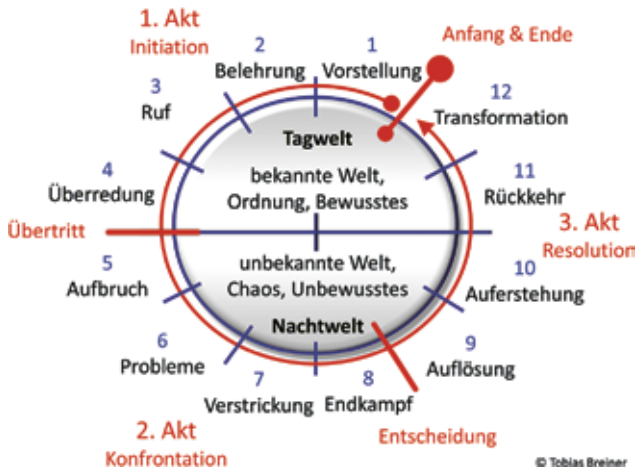 1. Akt
Initiation
Anfang & Ende
1
Vorstellung
2
Belehrung
3
Ruf
4
Überredung
Übertritt
5
Aufbruch
6
Probleme
2. Akt
Konfrontation
7
Verstrickung
8
Endkampf
Entscheidung
9
Auflösung
10
Auferstehung
3. Akt
Resolution
11
Rückkehr
12
Transformation
Tagwelt
bekannte Welt,
Ordnung, Bewusstes
unbekannte Welt,
Chaos, Unbewusstes
Nachtwelt
© Tobias Breiner